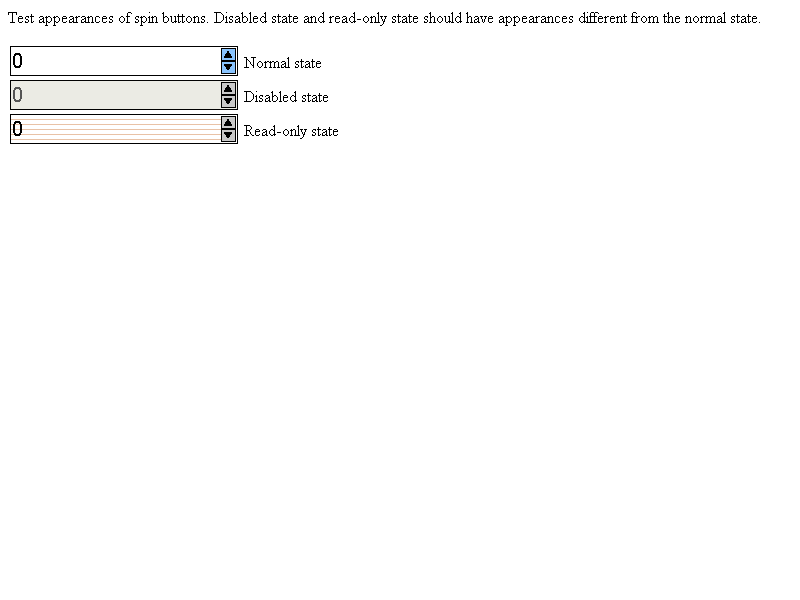 Test appearances of spin buttons. Disabled state and read-only state should have appearances different from the normal state.
0 Normal state
0 Disabled state
0 Read-only state